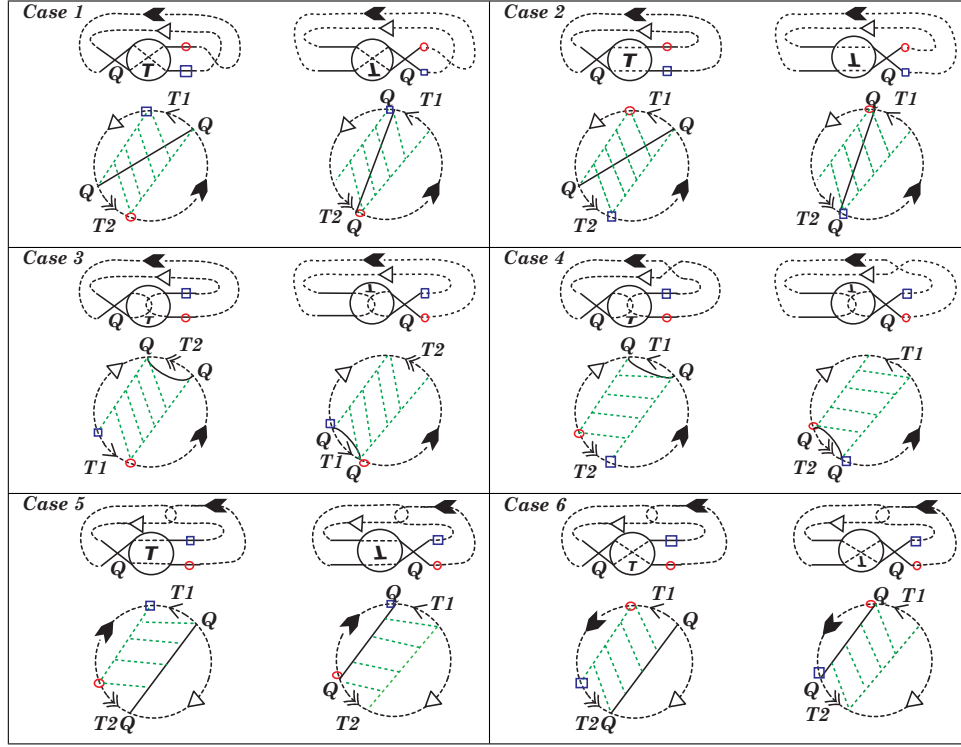 Case 1
Q T T Q
T1 Q T1
Q
Q
T2 T2
Q
Case 2
Q T T Q
T1 Q T1
Q
Q
T2 T2
Q
Case 3
Q T T Q
Q T2 T2
Q
Q
T1 T1 Q
Case 4
Q T T Q
Q T1 T1
Q
Q
T2 T2 Q
Case 5
T T
Q Q
T1 Q T1
Q
T2 Q T2
Case 6
Q T T Q
T1 Q T1
Q
T2 Q T2